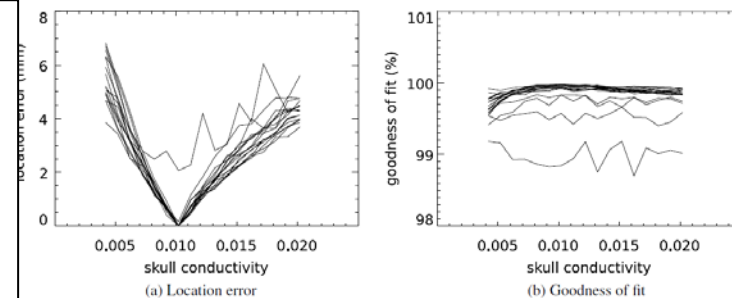 8
6
4
2
0
location error (mm)
0.005 0.010 0.015 0.020
skull conductivity
(a) Location error
101
100
99
98
goodness of fit (%)
0.005 0.010 0.015 0.020
skull conductivity
(b) Goodness of fit